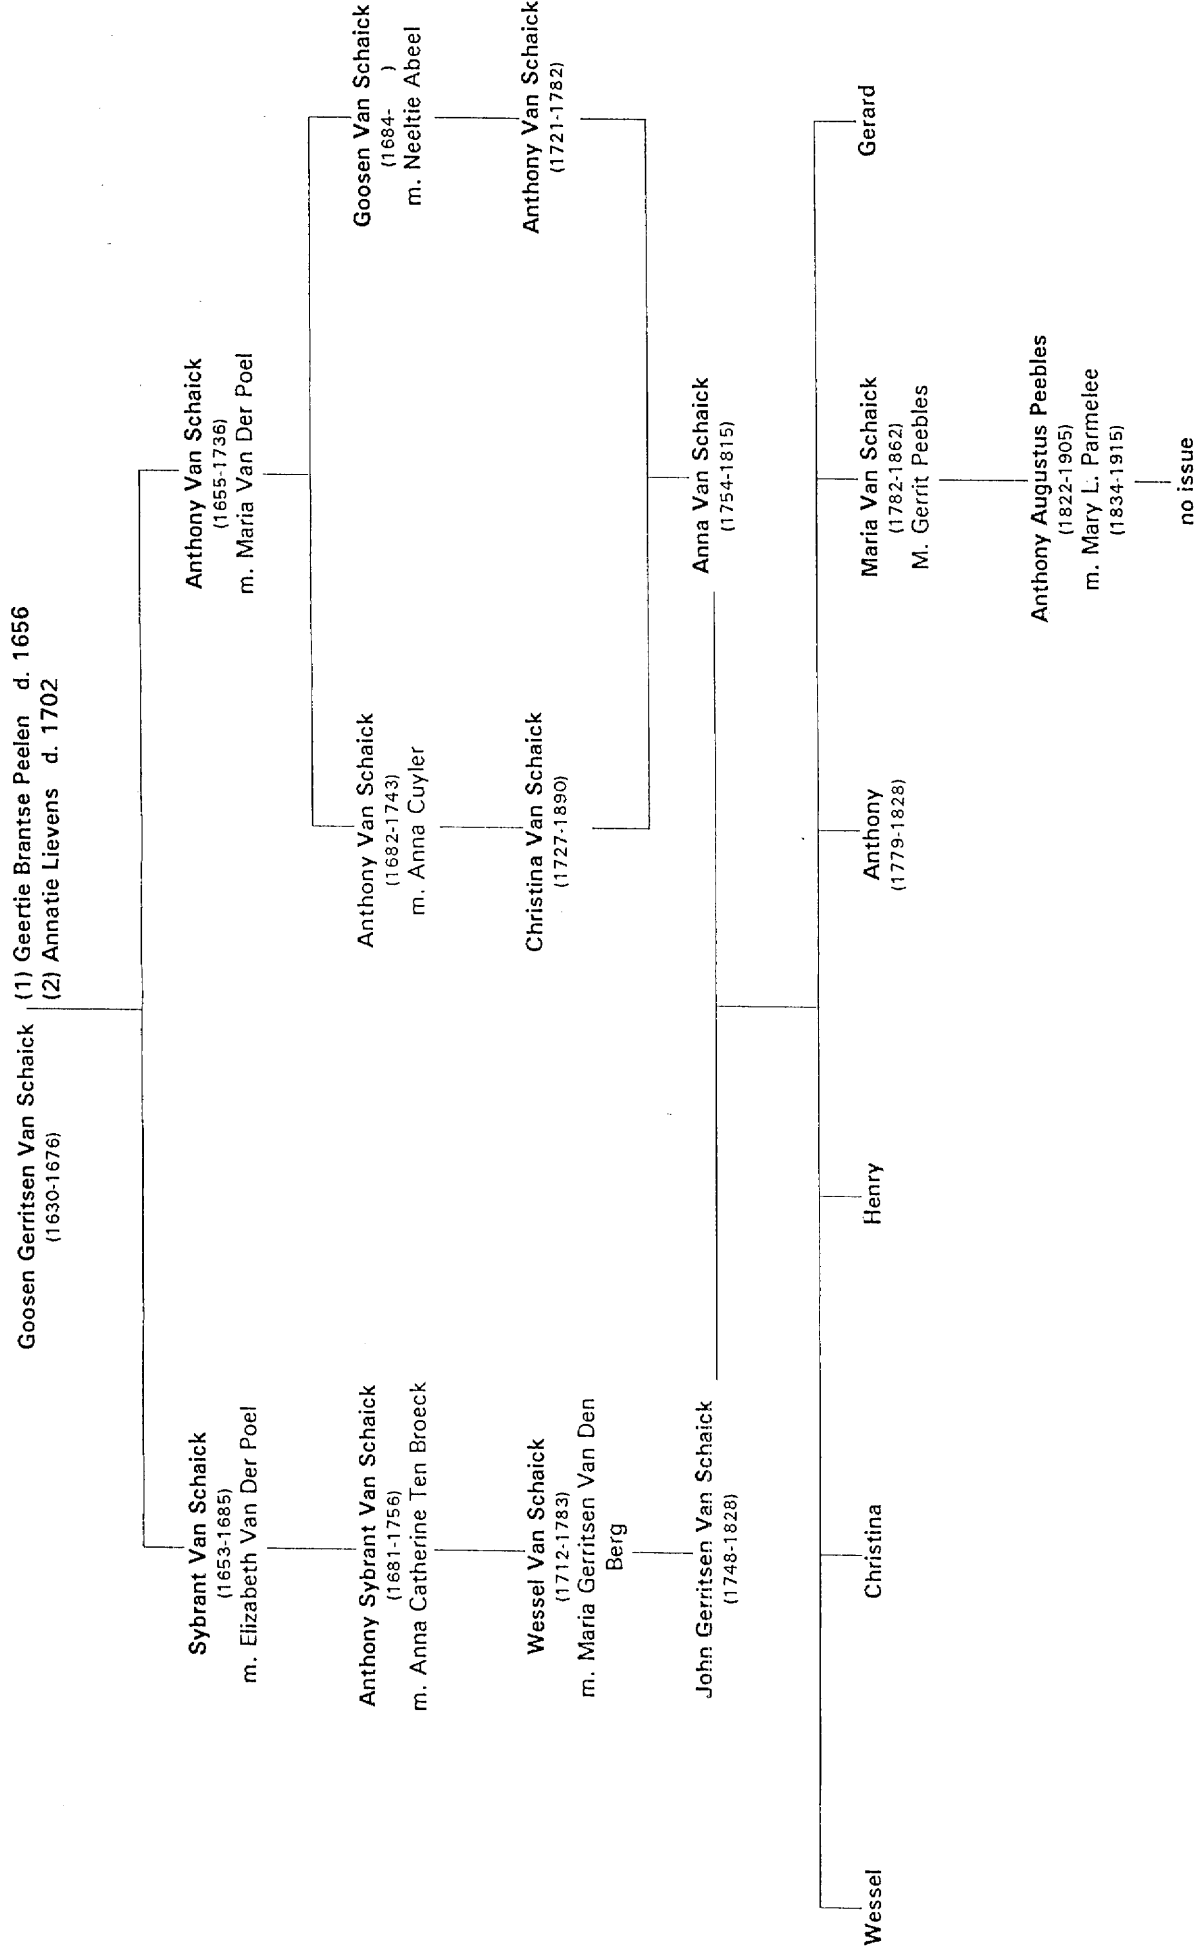 Goosen Gerritsen Van Schaick
(1630-1676)
(1) Geertie Brantse Peelen d. 1656
(2) Annatie Lievens d. 1702
Sybrant Van Schaick
(1653-1685)
m. Elizabeth Van Der Poel
Anthony Van Schaick
(1655-1736)
m. Maria Van Der Poel
Anthony Sybrant Van Schaick
(1681-1756)
m. Anna Catherine Ten Broeck
Anthony Van Schaick
(1682-1743)
m. Anna Cuyler
Goosen Van Schaick
(1684- )
m. Neeltie Abeel
Wessel Van Schaick
(1712-1783)
m. Maria Gerritsen Van Den
Berg
Christina Van Schaick
(1727-1890)
Anthony Van Schaick
(1721-1782)
John Gerritsen Van Schaick
(1748-1828)
Anna Van Schaick
(1754-1815)
Wessel
Christina
Henry
Anthony
(1779-1828)
Maria Van Schaick
(1782-1862)
M. Gerrit Peebles
Gerard
Anthony Augustus Peebles
(1822-1905)
m. Mary L. Parmelee
(1834-1915)
no issue